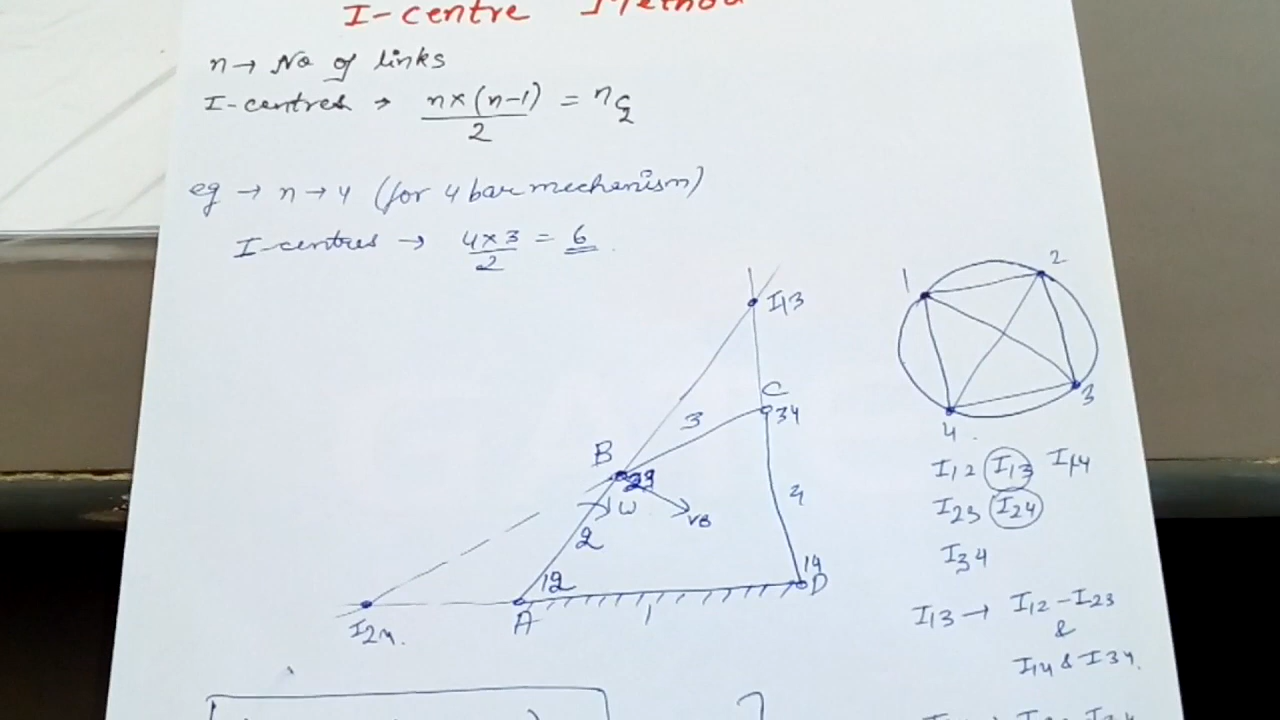 I-centre Method
n → No of links
I-centres → n×(n-1)/2 = nC2
eg → n → 4 (for 4 bar mechanism)
I-centres → 4×3/2 = 6
I13
C
34
3
B
23
ω
VB
2
4
12
A
1
14
D
I24
1
2
3
4
I12 I13 I14
I23 I24
I34
I13 → I12 - I23
&
I14 & I34